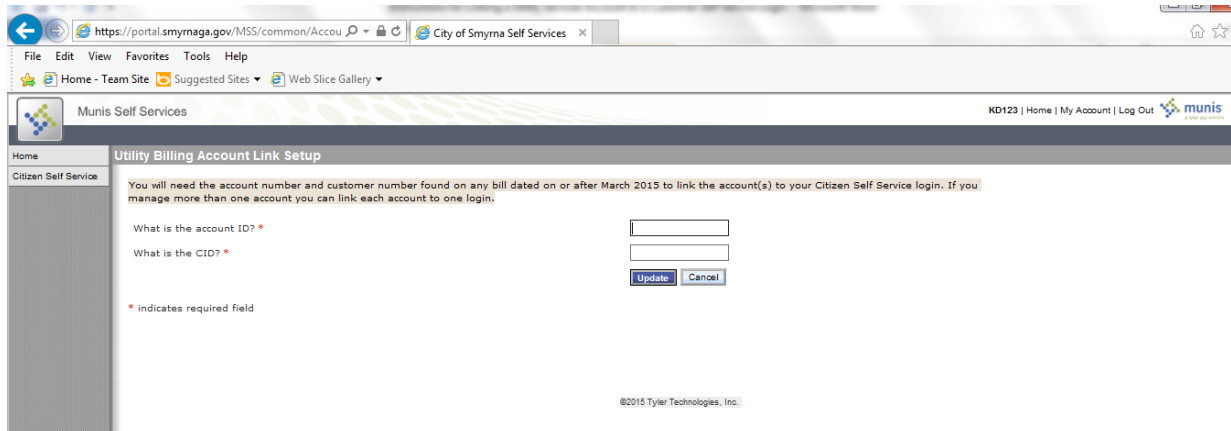 https://portal.smyrnaga.gov/MSS/common/Accou
City of Smyrna Self Services
File Edit View Favorites Tools Help
Home - Team Site Suggested Sites Web Slice Gallery
Munis Self Services
KD123 | Home | My Account | Log Out munis
Home
Utility Billing Account Link Setup
Citizen Self Service
You will need the account number and customer number found on any bill dated on or after March 2015 to link the account(s) to your Citizen Self Service login. If you
manage more than one account you can link each account to one login.
What is the account ID? *
What is the CID? *
Update Cancel
* indicates required field
©2015 Tyler Technologies, Inc.